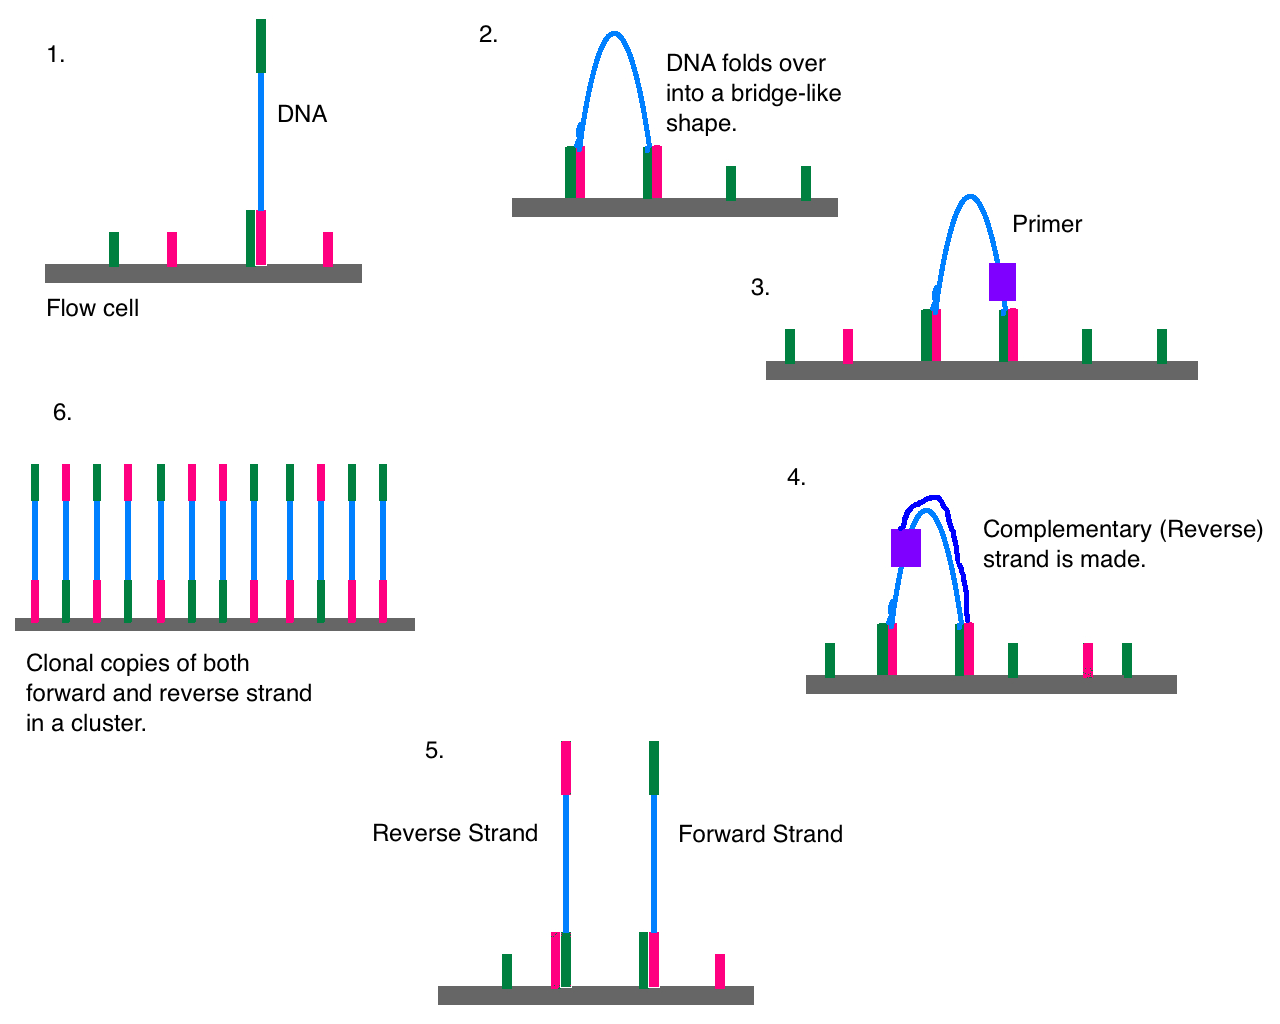 1.
DNA
Flow cell
2.
DNA folds over
into a bridge-like
shape.
3.
Primer
4.
Complementary (Reverse)
strand is made.
5.
Reverse Strand
Forward Strand
6.
Clonal copies of both
forward and reverse strand
in a cluster.